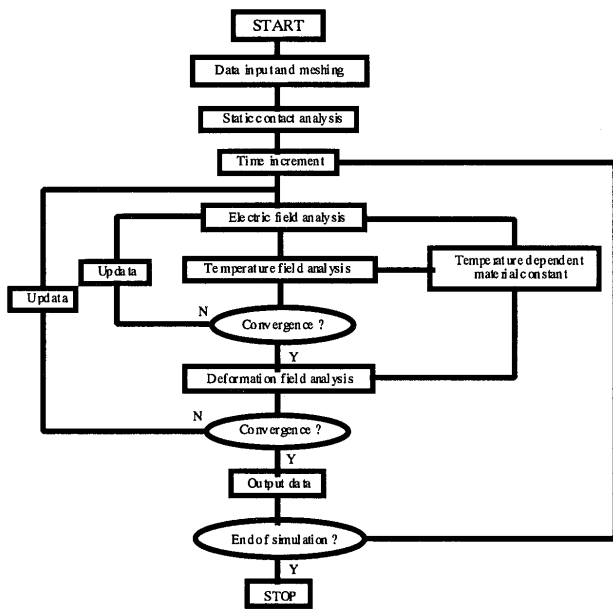 START
Data input and meshing
Static contact analysis
Time increment
Electric field analysis
Updata
Temperature field analysis
Temperature dependent
material constant
Updata
N
Convergence ?
Y
Deformation field analysis
N
Convergence ?
Y
Output data
End of simulation ?
Y
STOP